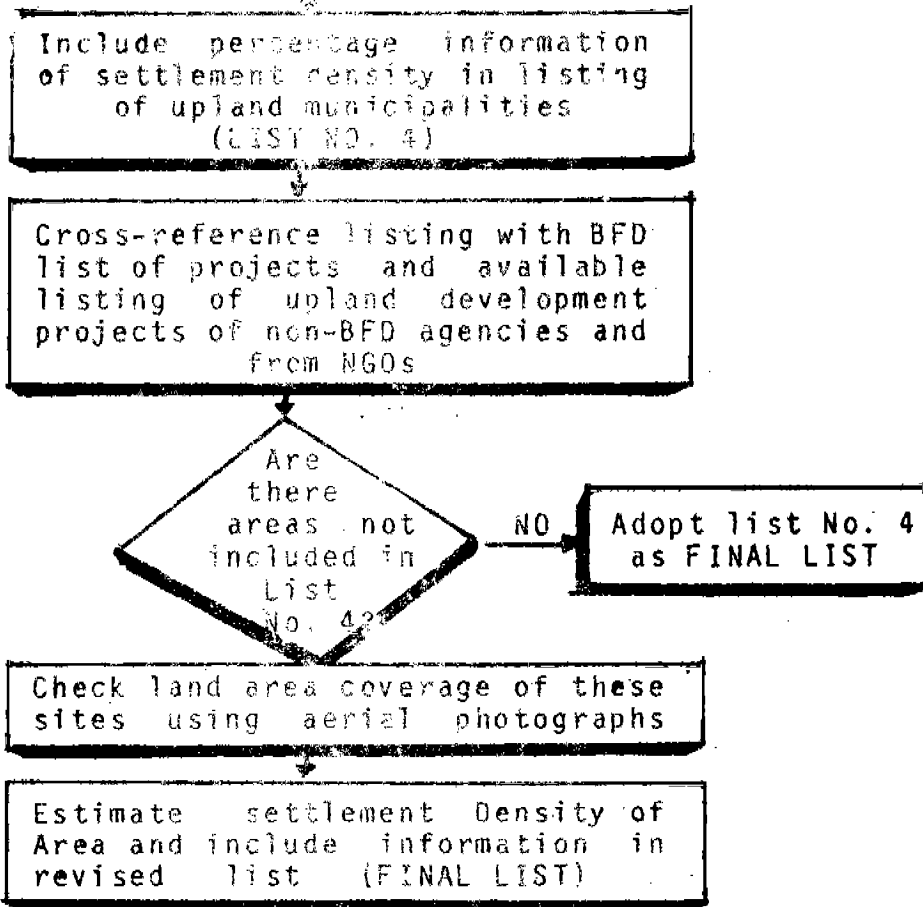 Include percentage information
of settlement density in listing
of upland municipalities
(LIST NO. 4)
Cross-reference listing with BFD
list of projects and available
listing of upland development
projects of non-BFD agencies and
from NGOs
Are
there
areas not
included in
List
No. 4?
NO
Adopt list No. 4
as FINAL LIST
Check land area coverage of these
sites using aerial photographs
Estimate settlement Density of
Area and include information in
revised list (FINAL LIST)